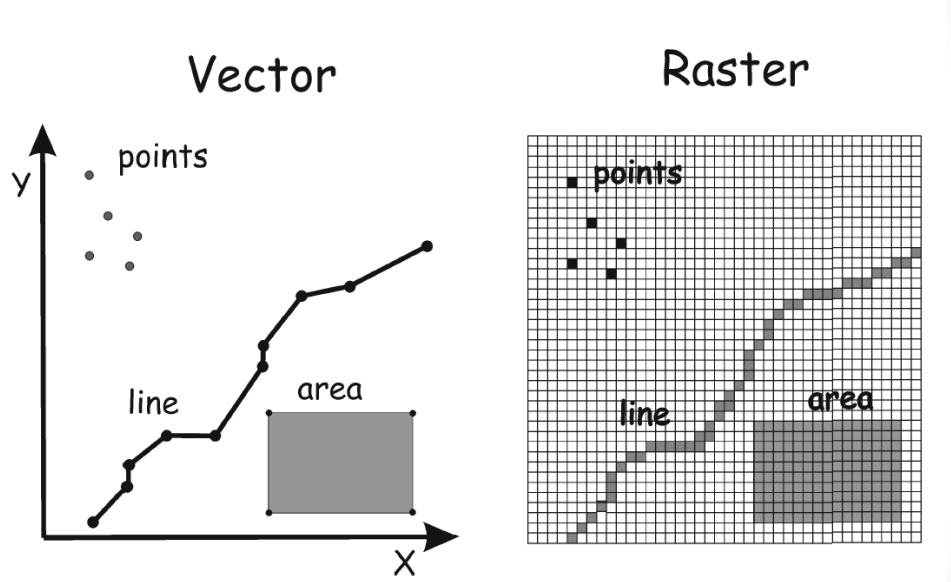 Vector
Raster
Y
points
line
area
X
points
line
area